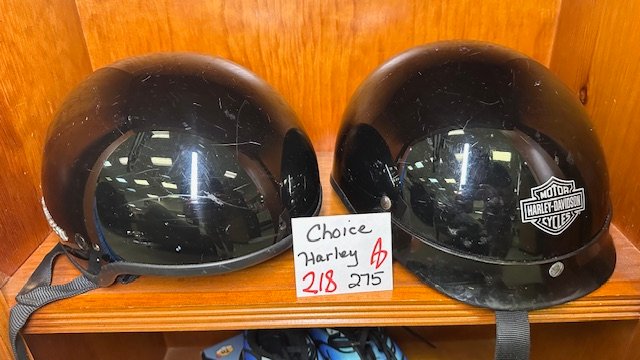 Choice
Harley A
218 275
MOTOR
HARLEY-DAVIDSON
CYCLES